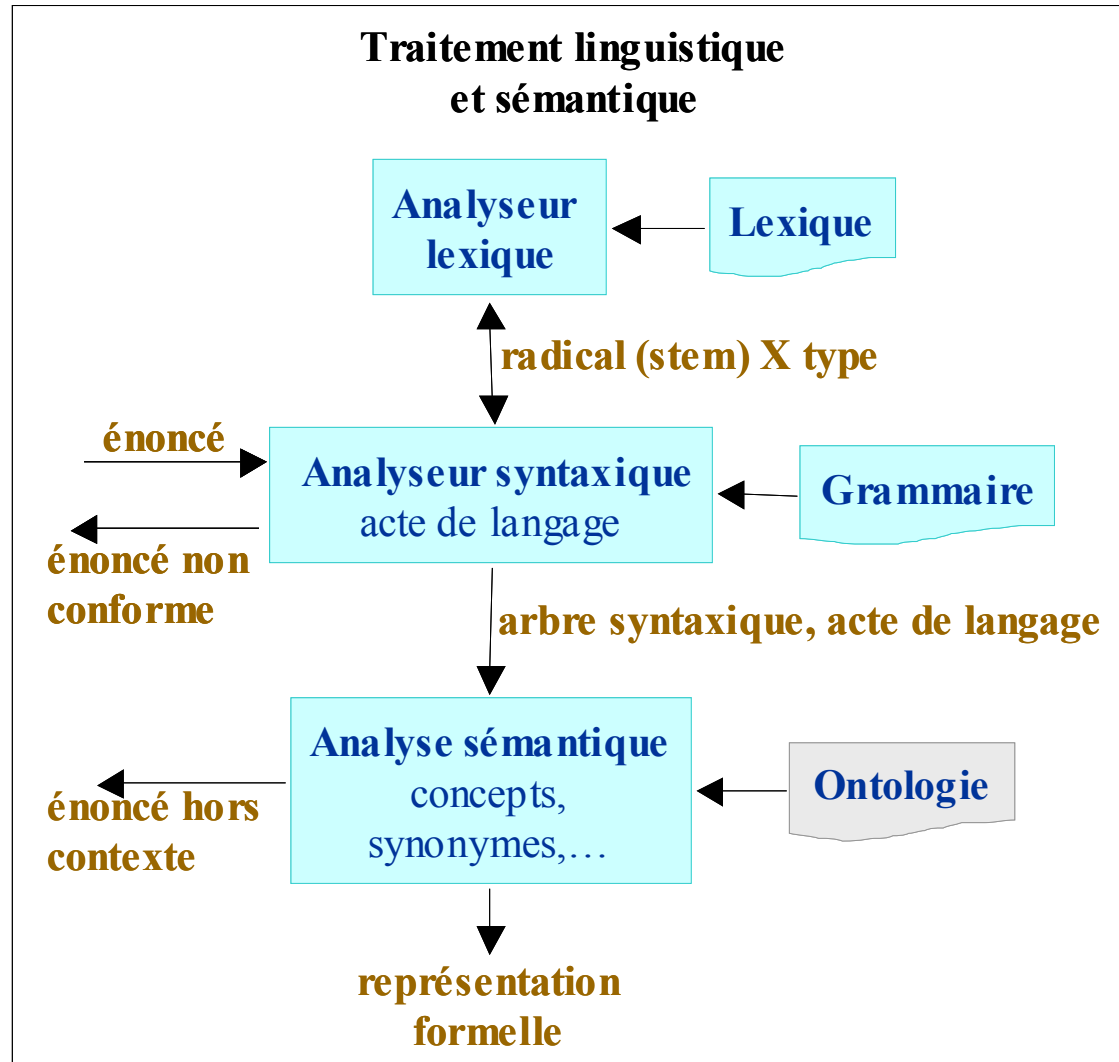 Traitement linguistique
et sémantique
Analyseur
lexique
Lexique
radical (stem) X type
énoncé
Analyseur syntaxique
acte de langage
Grammaire
énoncé non
conforme
arbre syntaxique, acte de langage
Analyse sémantique
concepts,
synonymes,…
Ontologie
énoncé hors
contexte
représentation
formelle